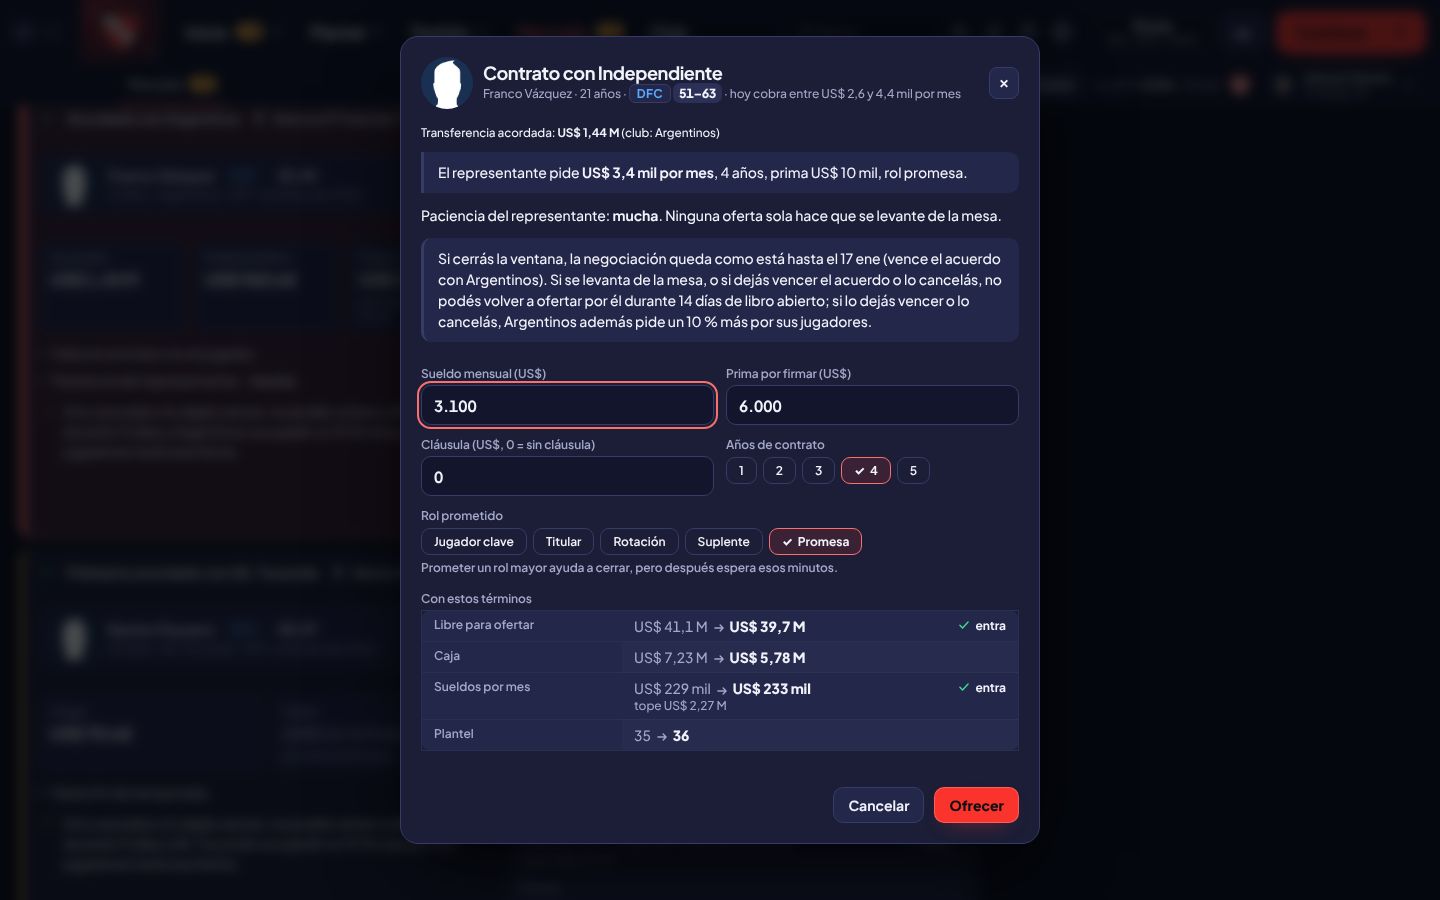 Contrato con Independiente
Franco Vázquez · 21 años · DFC 51–63 · hoy cobra entre US$ 2,6 y 4,4 mil por mes
×
Transferencia acordada: US$ 1,44 M (club: Argentinos)
El representante pide US$ 3,4 mil por mes, 4 años, prima US$ 10 mil, rol promesa.
Paciencia del representante: mucha. Ninguna oferta sola hace que se levante de la mesa.
Si cerrás la ventana, la negociación queda como está hasta el 17 ene (vence el acuerdo
con Argentinos). Si se levanta de la mesa, o si dejás vencer el acuerdo o lo cancelás, no
podés volver a ofertar por él durante 14 días de libro abierto; si lo dejás vencer o lo
cancelás, Argentinos además pide un 10 % más por sus jugadores.
Sueldo mensual (US$)
3.100
Prima por firmar (US$)
6.000
Cláusula (US$, 0 = sin cláusula)
0
Años de contrato
1 2 3 ✓ 4 5
Rol prometido
Jugador clave Titular Rotación Suplente ✓ Promesa
Prometer un rol mayor ayuda a cerrar, pero después espera esos minutos.
Con estos términos
Libre para ofertar US$ 41,1 M → US$ 39,7 M ✓ entra
Caja US$ 7,23 M → US$ 5,78 M
Sueldos por mes US$ 229 mil → US$ 233 mil ✓ entra
tope US$ 2,27 M
Plantel 35 → 36
Cancelar Ofrecer